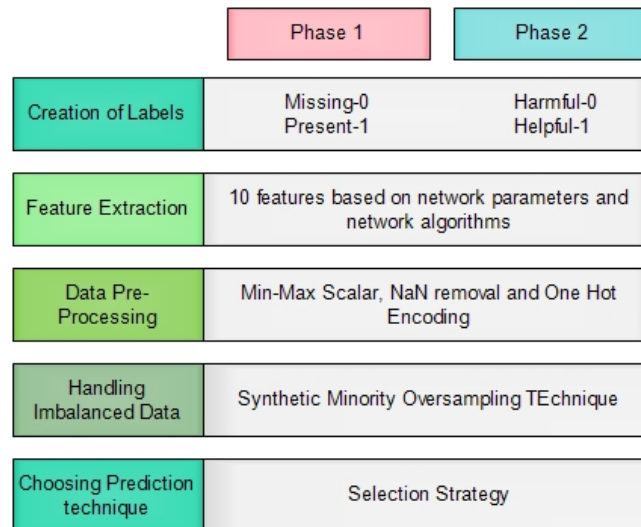 Phase 1
Phase 2
Creation of Labels
Missing-0
Present-1
Harmful-0
Helpful-1
Feature Extraction
10 features based on network parameters and
network algorithms
Data Pre-
Processing
Min-Max Scalar, NaN removal and One Hot
Encoding
Handling
Imbalanced Data
Synthetic Minority Oversampling TEchnique
Choosing Prediction
technique
Selection Strategy